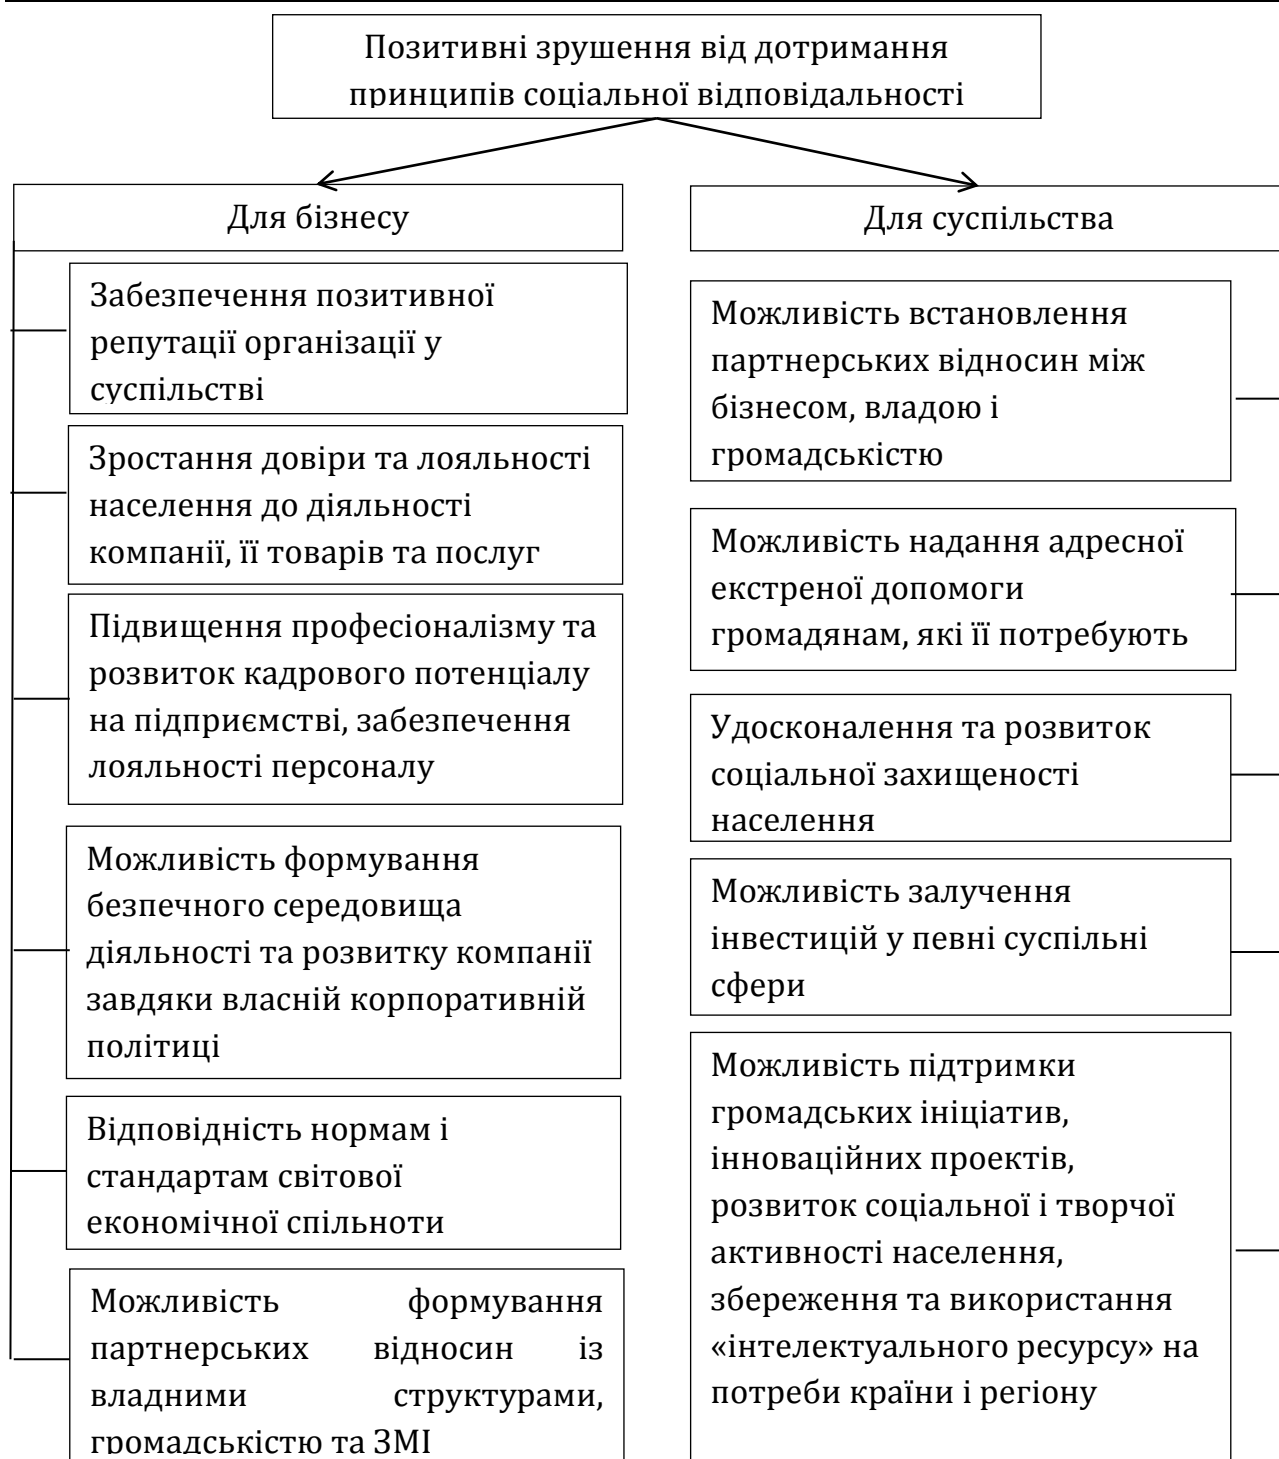 Позитивні зрушення від дотримання
принципів соціальної відповідальності
Для бізнесу
Забезпечення позитивної
репутації організації у
суспільстві
Зростання довіри та лояльності
населення до діяльності
компанії, її товарів та послуг
Підвищення професіоналізму та
розвиток кадрового потенціалу
на підприємстві, забезпечення
лояльності персоналу
Можливість формування
безпечного середовища
діяльності та розвитку компанії
завдяки власній корпоративній
політиці
Відповідність нормам і
стандартам світової
економічної спільноти
Можливість формування
партнерських відносин із
владними структурами,
громадськістю та ЗМІ
Для суспільства
Можливість встановлення
партнерських відносин між
бізнесом, владою і
громадськістю
Можливість надання адресної
екстреної допомоги
громадянам, які її потребують
Удосконалення та розвиток
соціальної захищеності
населення
Можливість залучення
інвестицій у певні суспільні
сфери
Можливість підтримки
громадських ініціатив,
інноваційних проектів,
розвиток соціальної і творчої
активності населення,
збереження та використання
«інтелектуального ресурсу» на
потреби країни і регіону